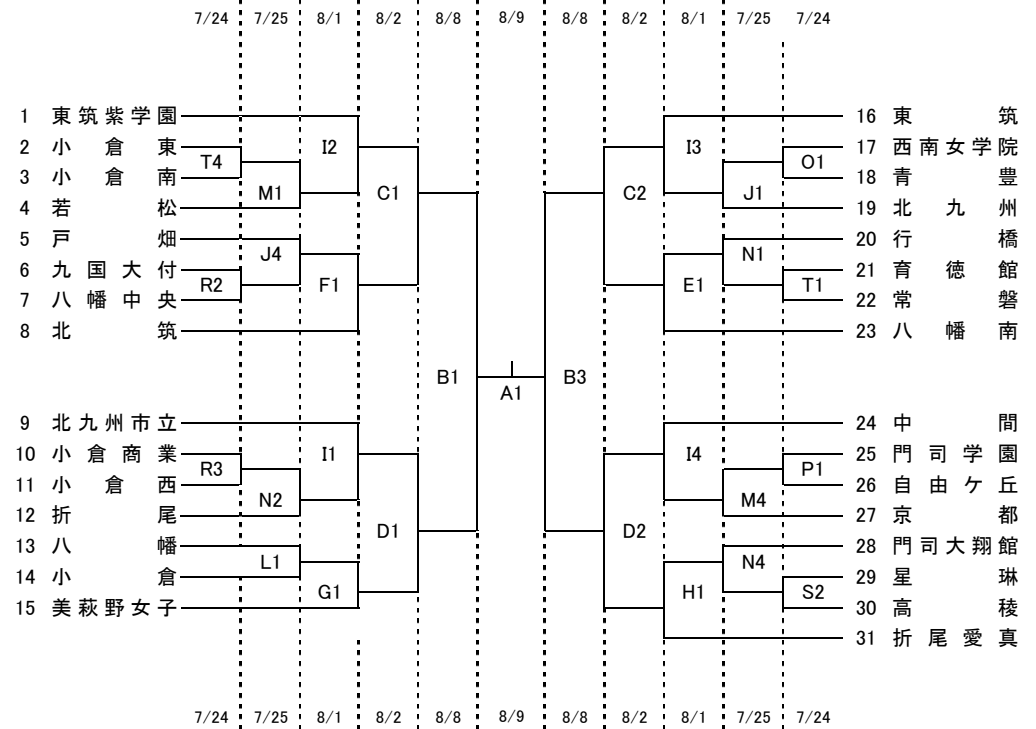 7/24 7/25 8/1 8/2 8/8 8/9 8/8 8/2 8/1 7/25 7/24
1 東筑紫学園 16 東筑
2 小倉東 I2 I3 17 西南女学院
T4 O1
3 小倉南 18 青豊
M1 C1 C2 J1
4 若松 19 北九州
5 戸畑 20 行橋
J4 N1
6 九国大付 21 育徳館
R2 F1 E1 T1
7 八幡中央 22 常磐
8 北筑 23 八幡南
B1 B3
A1
9 北九州市立 24 中間
10 小倉商業 I1 I4 25 門司学園
R3 P1
11 小倉西 26 自由ケ丘
N2 M4
12 折尾 27 京都
D1 D2
13 八幡 28 門司大翔館
L1 N4
14 小倉 29 星琳
G1 H1 S2
15 美萩野女子 30 高稜
31 折尾愛真
7/24 7/25 8/1 8/2 8/8 8/9 8/8 8/2 8/1 7/25 7/24